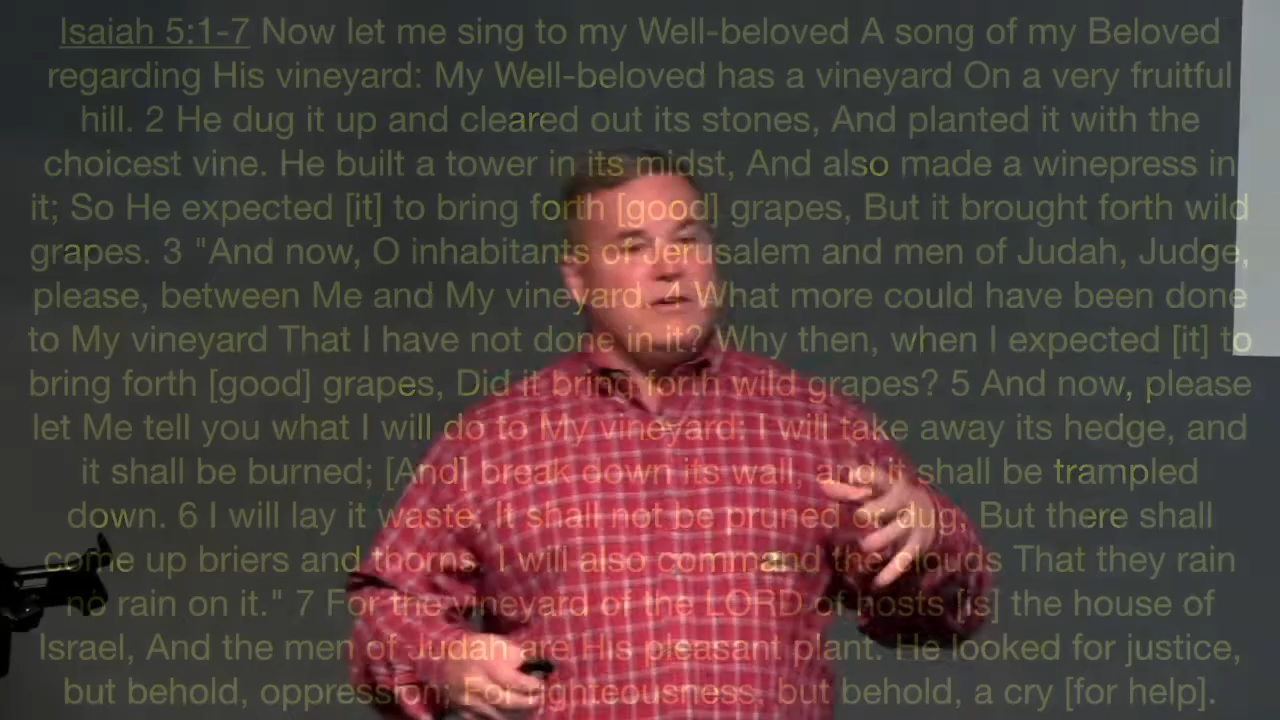 Isaiah 5:1-7 Now let me sing to my Well-beloved A song of my Beloved
regarding His vineyard: My Well-beloved has a vineyard On a very fruitful
hill. 2 He dug it up and cleared out its stones, And planted it with the
choicest vine. He built a tower in its midst, And also made a winepress in
it; So He expected [it] to bring forth [good] grapes, But it brought forth wild
grapes. 3 "And now, O inhabitants of Jerusalem and men of Judah, Judge,
please, between Me and My vineyard. 4 What more could have been done
to My vineyard That I have not done in it? Why then, when I expected [it] to
bring forth [good] grapes, Did it bring forth wild grapes? 5 And now, please
let Me tell you what I will do to My vineyard: I will take away its hedge, and
it shall be burned; [And] break down its wall, and it shall be trampled
down. 6 I will lay it waste; It shall not be pruned or dug, But there shall
come up briers and thorns. I will also command the clouds That they rain
no rain on it." 7 For the vineyard of the LORD of hosts [is] the house of
Israel, And the men of Judah are His pleasant plant. He looked for justice,
but behold, oppression; For righteousness, but behold, a cry [for help].